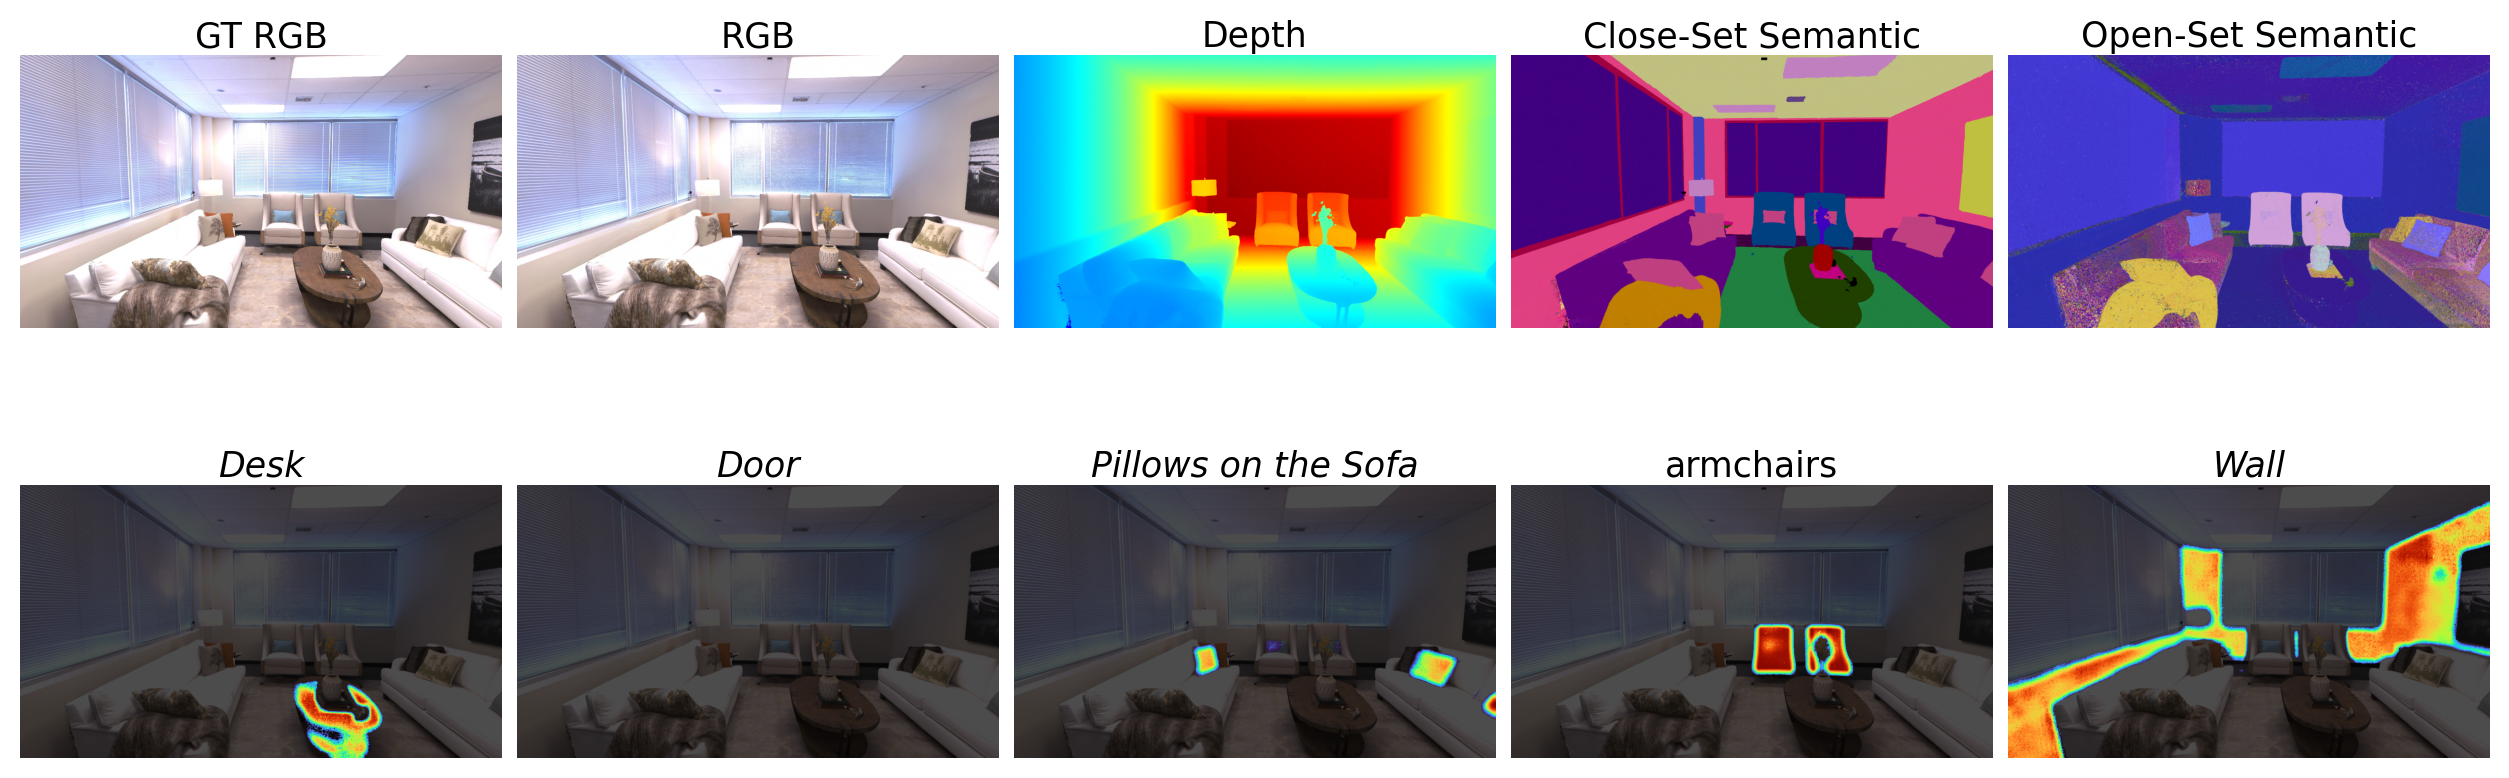 GT RGB
RGB
Depth
Close-Set Semantic
Open-Set Semantic
Desk
Door
Pillows on the Sofa
armchairs
Wall